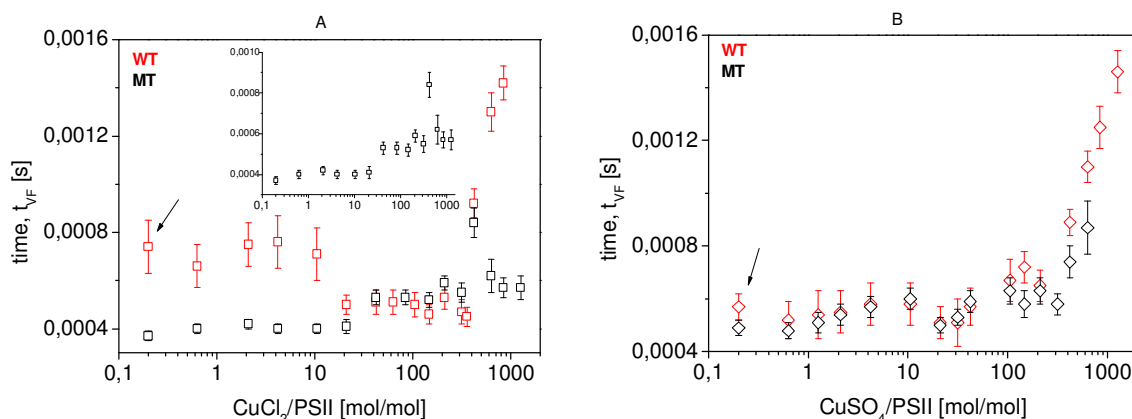 A
0,0016
WT
MT
0,0012
0,0008
0,0004
time, t_VF [s]
0,1 1 10 100 1000
CuCl_2/PSII [mol/mol]
0,0010
0,0008
0,0006
0,0004
0,1 1 10 100 1000
B
0,0016
WT
MT
0,0012
0,0008
0,0004
time, t_VF [s]
0,1 1 10 100 1000
CuSO_4/PSII [mol/mol]